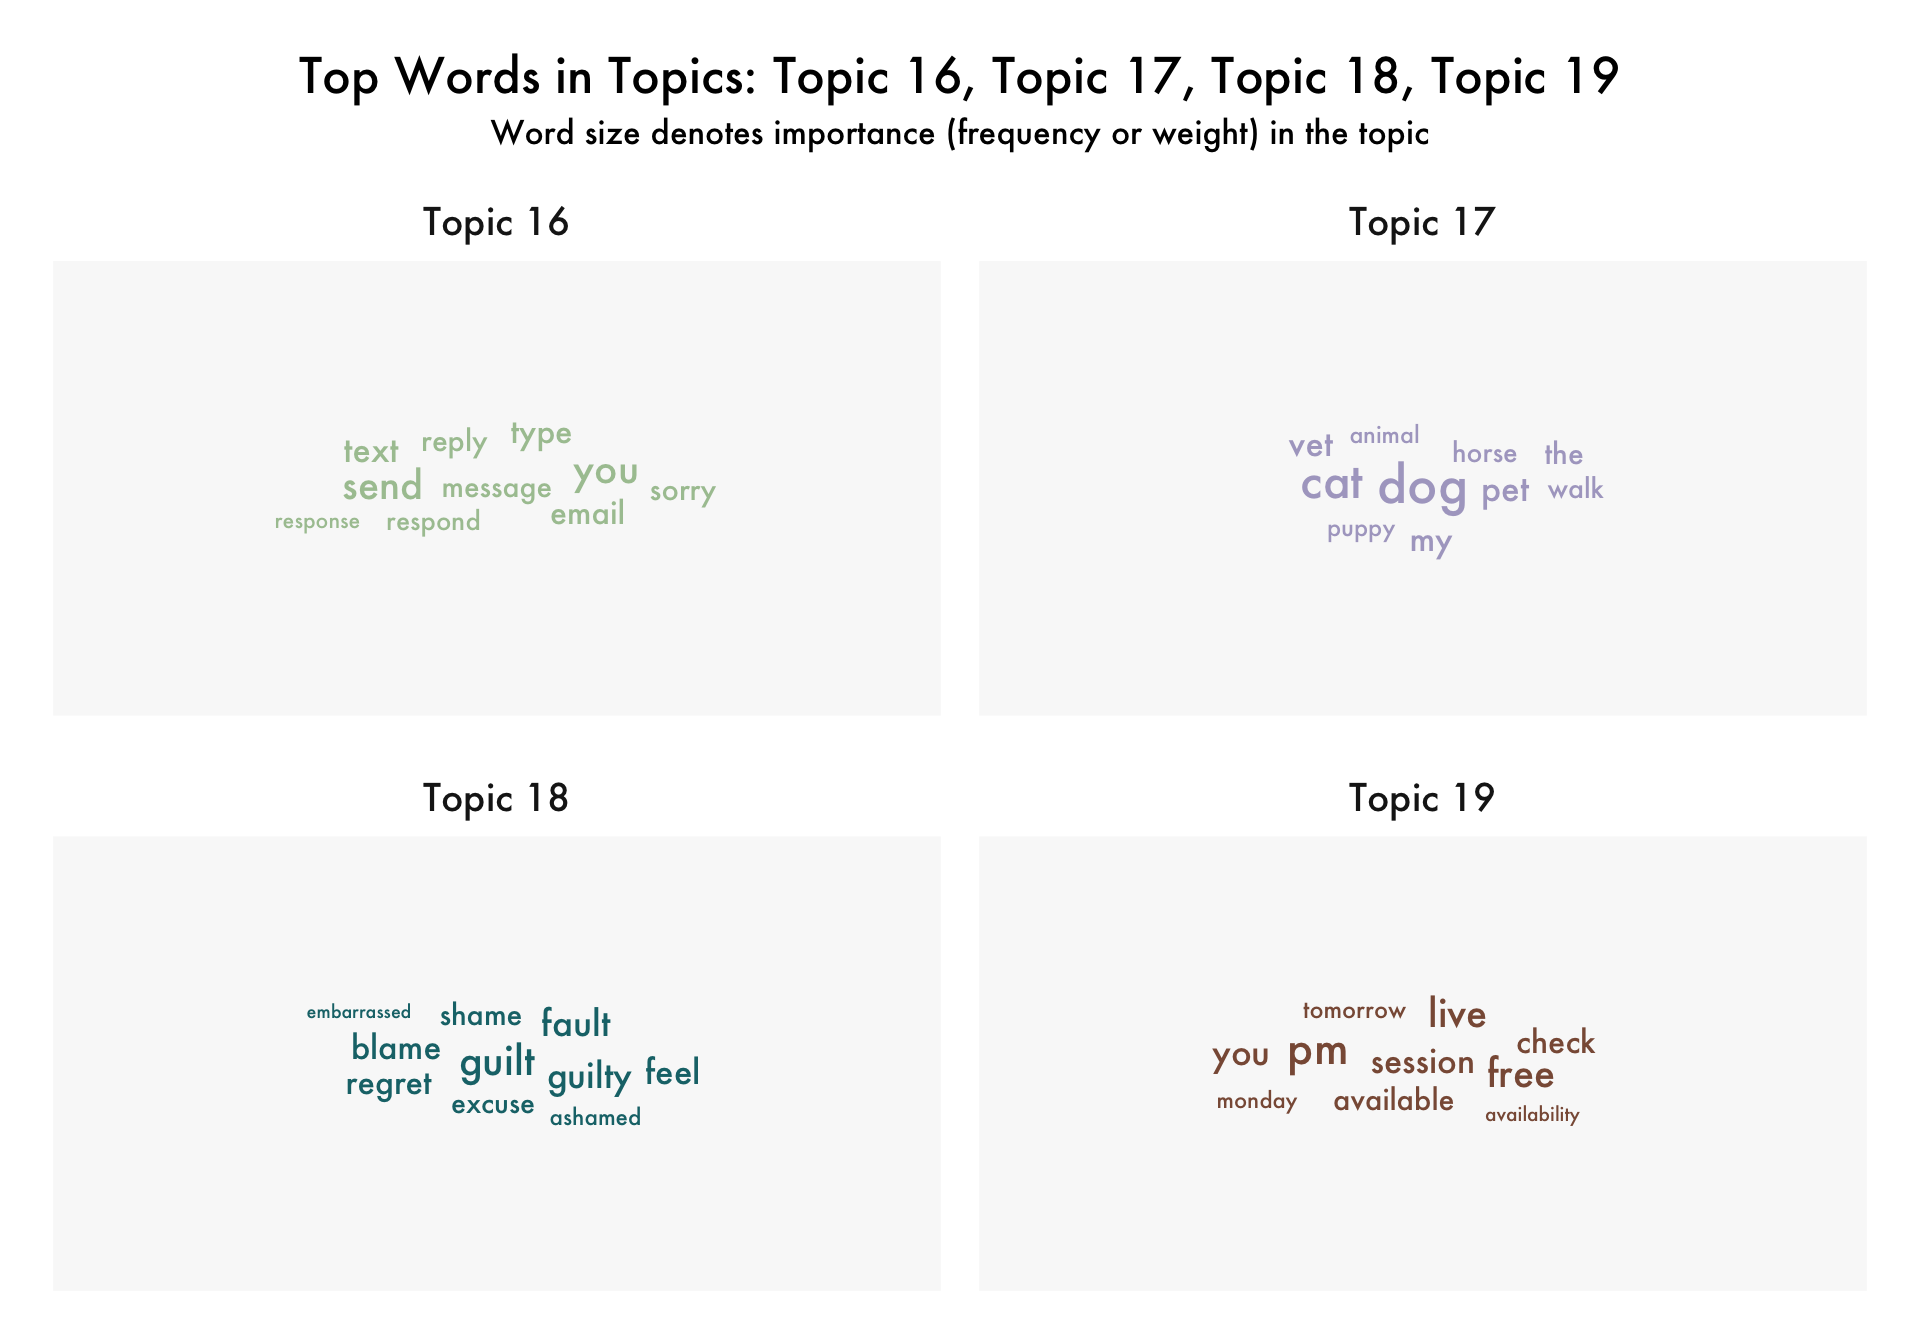 Top Words in Topics: Topic 16, Topic 17, Topic 18, Topic 19
Word size denotes importance (frequency or weight) in the topic
Topic 16
text reply type
send message you sorry
response respond email
Topic 17
vet animal horse the
cat dog pet walk
puppy my
Topic 18
embarrassed shame fault
blame guilt guilty feel
regret excuse ashamed
Topic 19
tomorrow live
you pm session free check
monday available availability